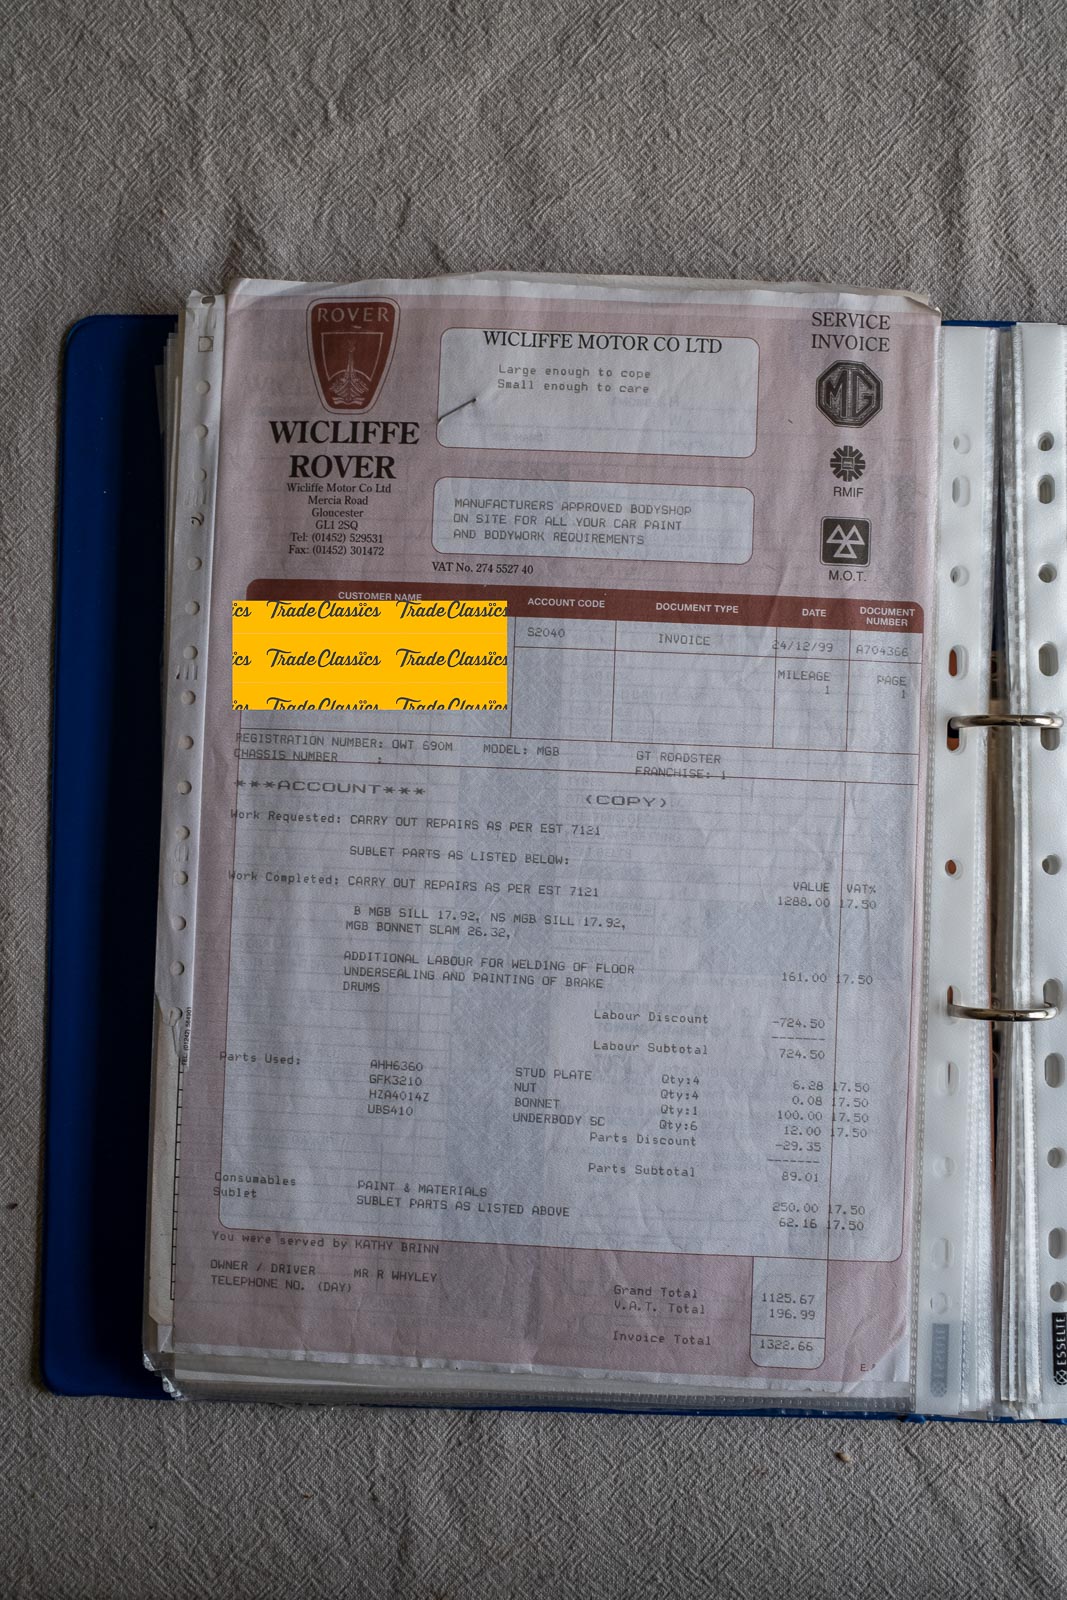 ROVER
WICLIFFE
ROVER
Wicliffe Motor Co Ltd
Mercia Road
Gloucester
GL1 2SQ
Tel: (01452) 529531
Fax: (01452) 301472
WICLIFFE MOTOR CO LTD
Large enough to cope
Small enough to care
MANUFACTURERS APPROVED BODYSHOP
ON SITE FOR ALL YOUR CAR PAINT
AND BODYWORK REQUIREMENTS
VAT No. 274 5527 40
SERVICE
INVOICE
MG
RMIF
M.O.T.
CUSTOMER NAME ACCOUNT CODE DOCUMENT TYPE DATE DOCUMENT NUMBER
cs Trade Classics Trade Classics
cs Trade Classics Trade Classics
cs Trade Classics Trade Classics
S2040 INVOICE 24/12/99 A704366
MILEAGE PAGE
1 1
REGISTRATION NUMBER: OWT 690M MODEL: MGB GT ROADSTER
CHASSIS NUMBER : FRANCHISE: 1
***ACCOUNT*** (COPY)
Work Requested: CARRY OUT REPAIRS AS PER EST 7121
SUBLET PARTS AS LISTED BELOW:
VALUE VAT%
Work Completed: CARRY OUT REPAIRS AS PER EST 7121 1288.00 17.50
B MGB SILL 17.92, NS MGB SILL 17.92,
MGB BONNET SLAM 26.32,
ADDITIONAL LABOUR FOR WELDING OF FLOOR 161.00 17.50
UNDERSEALING AND PAINTING OF BRAKE
DRUMS
Labour Discount -724.50
-------
Labour Subtotal 724.50
Parts Used: AHH6360 STUD PLATE Qty:4 6.28 17.50
GFK3210 NUT Qty:4 0.08 17.50
HZA4014Z BONNET Qty:1 100.00 17.50
UBS410 UNDERBODY SC Qty:6 12.00 17.50
Parts Discount -29.35
-------
Parts Subtotal 89.01
Consumables PAINT & MATERIALS 250.00 17.50
Sublet SUBLET PARTS AS LISTED ABOVE 62.16 17.50
You were served by KATHY BRINN
OWNER / DRIVER MR R WHYLEY
TELEPHONE NO. (DAY)
Grand Total 1125.67
V.A.T. Total 196.99
Invoice Total 1322.66
ESSELTE